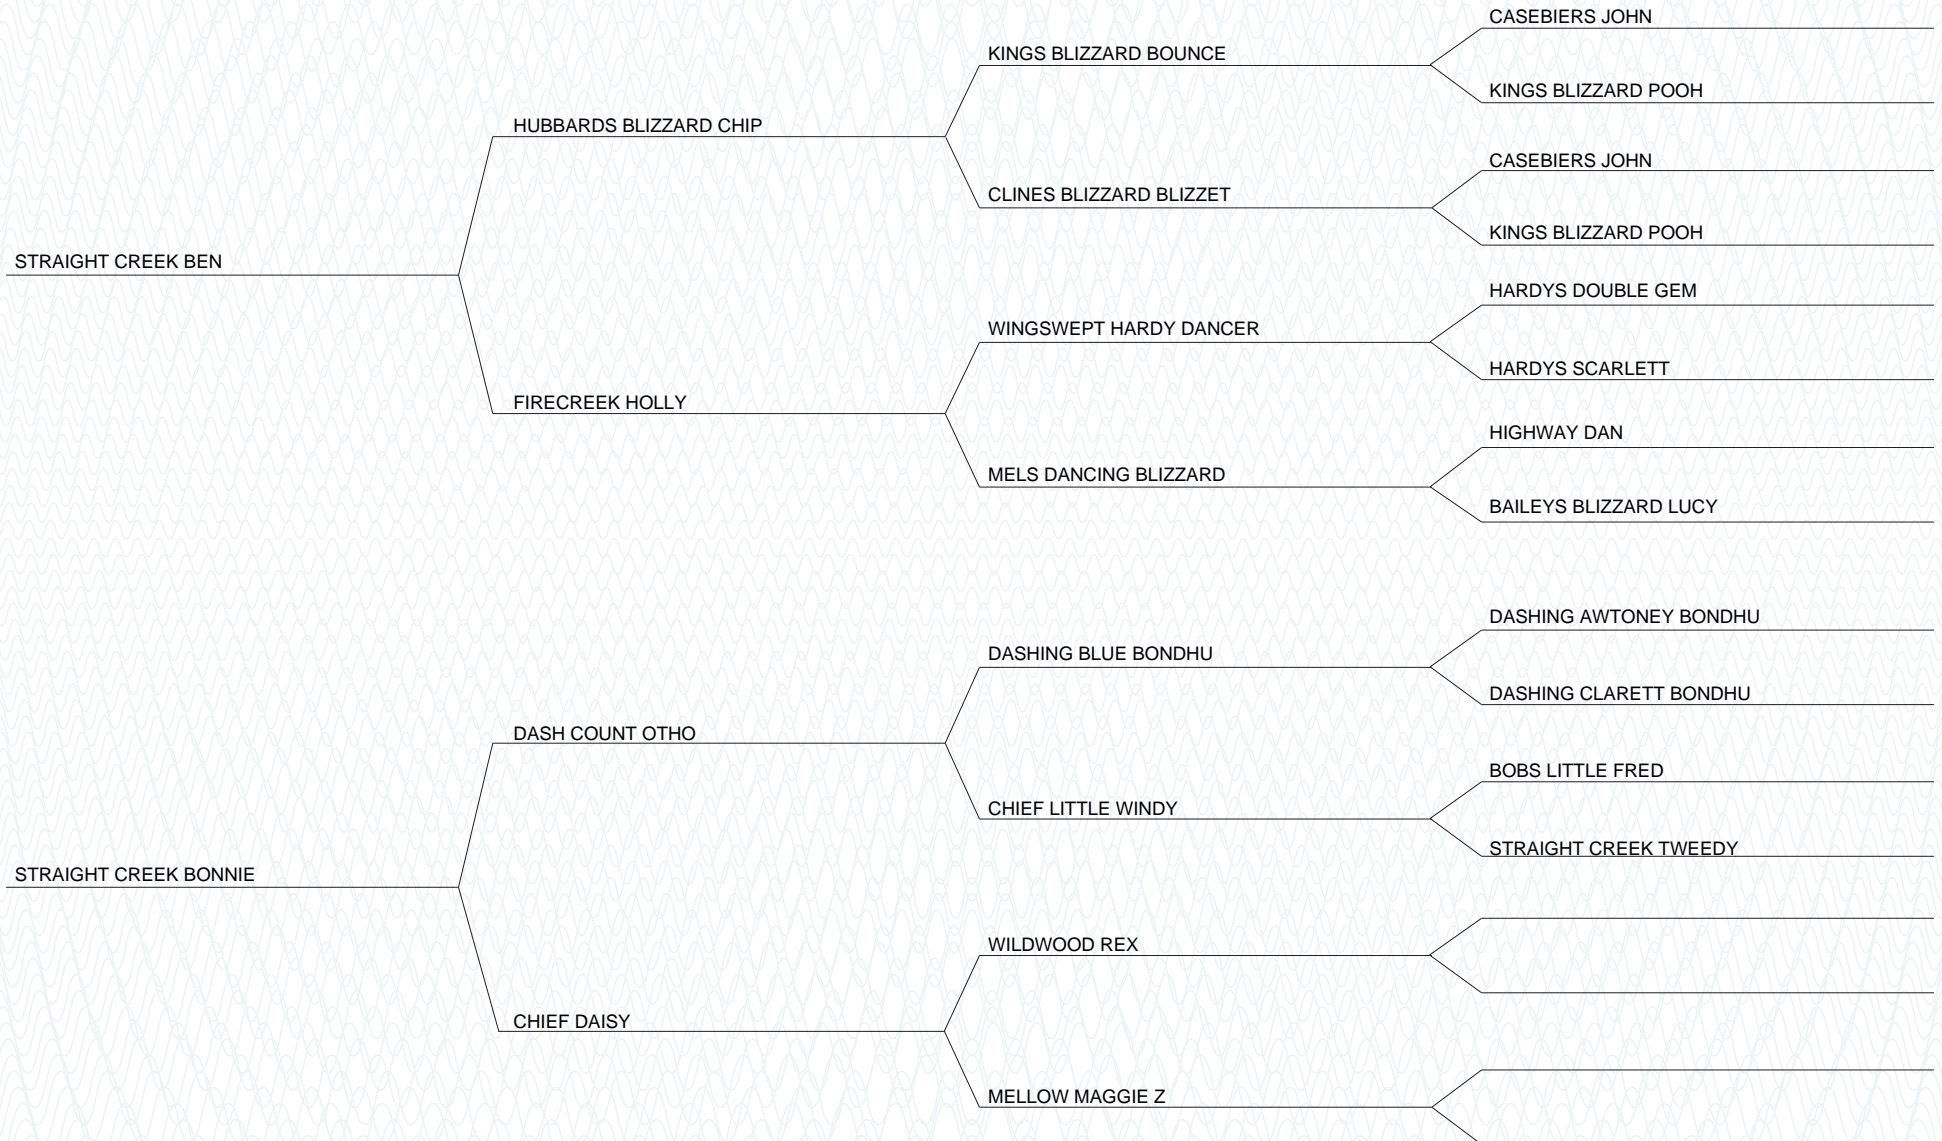 CASEBIERS JOHN
KINGS BLIZZARD BOUNCE
KINGS BLIZZARD POOH
HUBBARDS BLIZZARD CHIP
CASEBIERS JOHN
CLINES BLIZZARD BLIZZET
KINGS BLIZZARD POOH
STRAIGHT CREEK BEN
HARDYS DOUBLE GEM
WINGSWEPT HARDY DANCER
HARDYS SCARLETT
FIRECREEK HOLLY
HIGHWAY DAN
MELS DANCING BLIZZARD
BAILEYS BLIZZARD LUCY
DASHING AWTONEY BONDHU
DASHING BLUE BONDHU
DASHING CLARETT BONDHU
DASH COUNT OTHO
BOBS LITTLE FRED
CHIEF LITTLE WINDY
STRAIGHT CREEK TWEEDY
STRAIGHT CREEK BONNIE
WILDWOOD REX
CHIEF DAISY
MELLOW MAGGIE Z